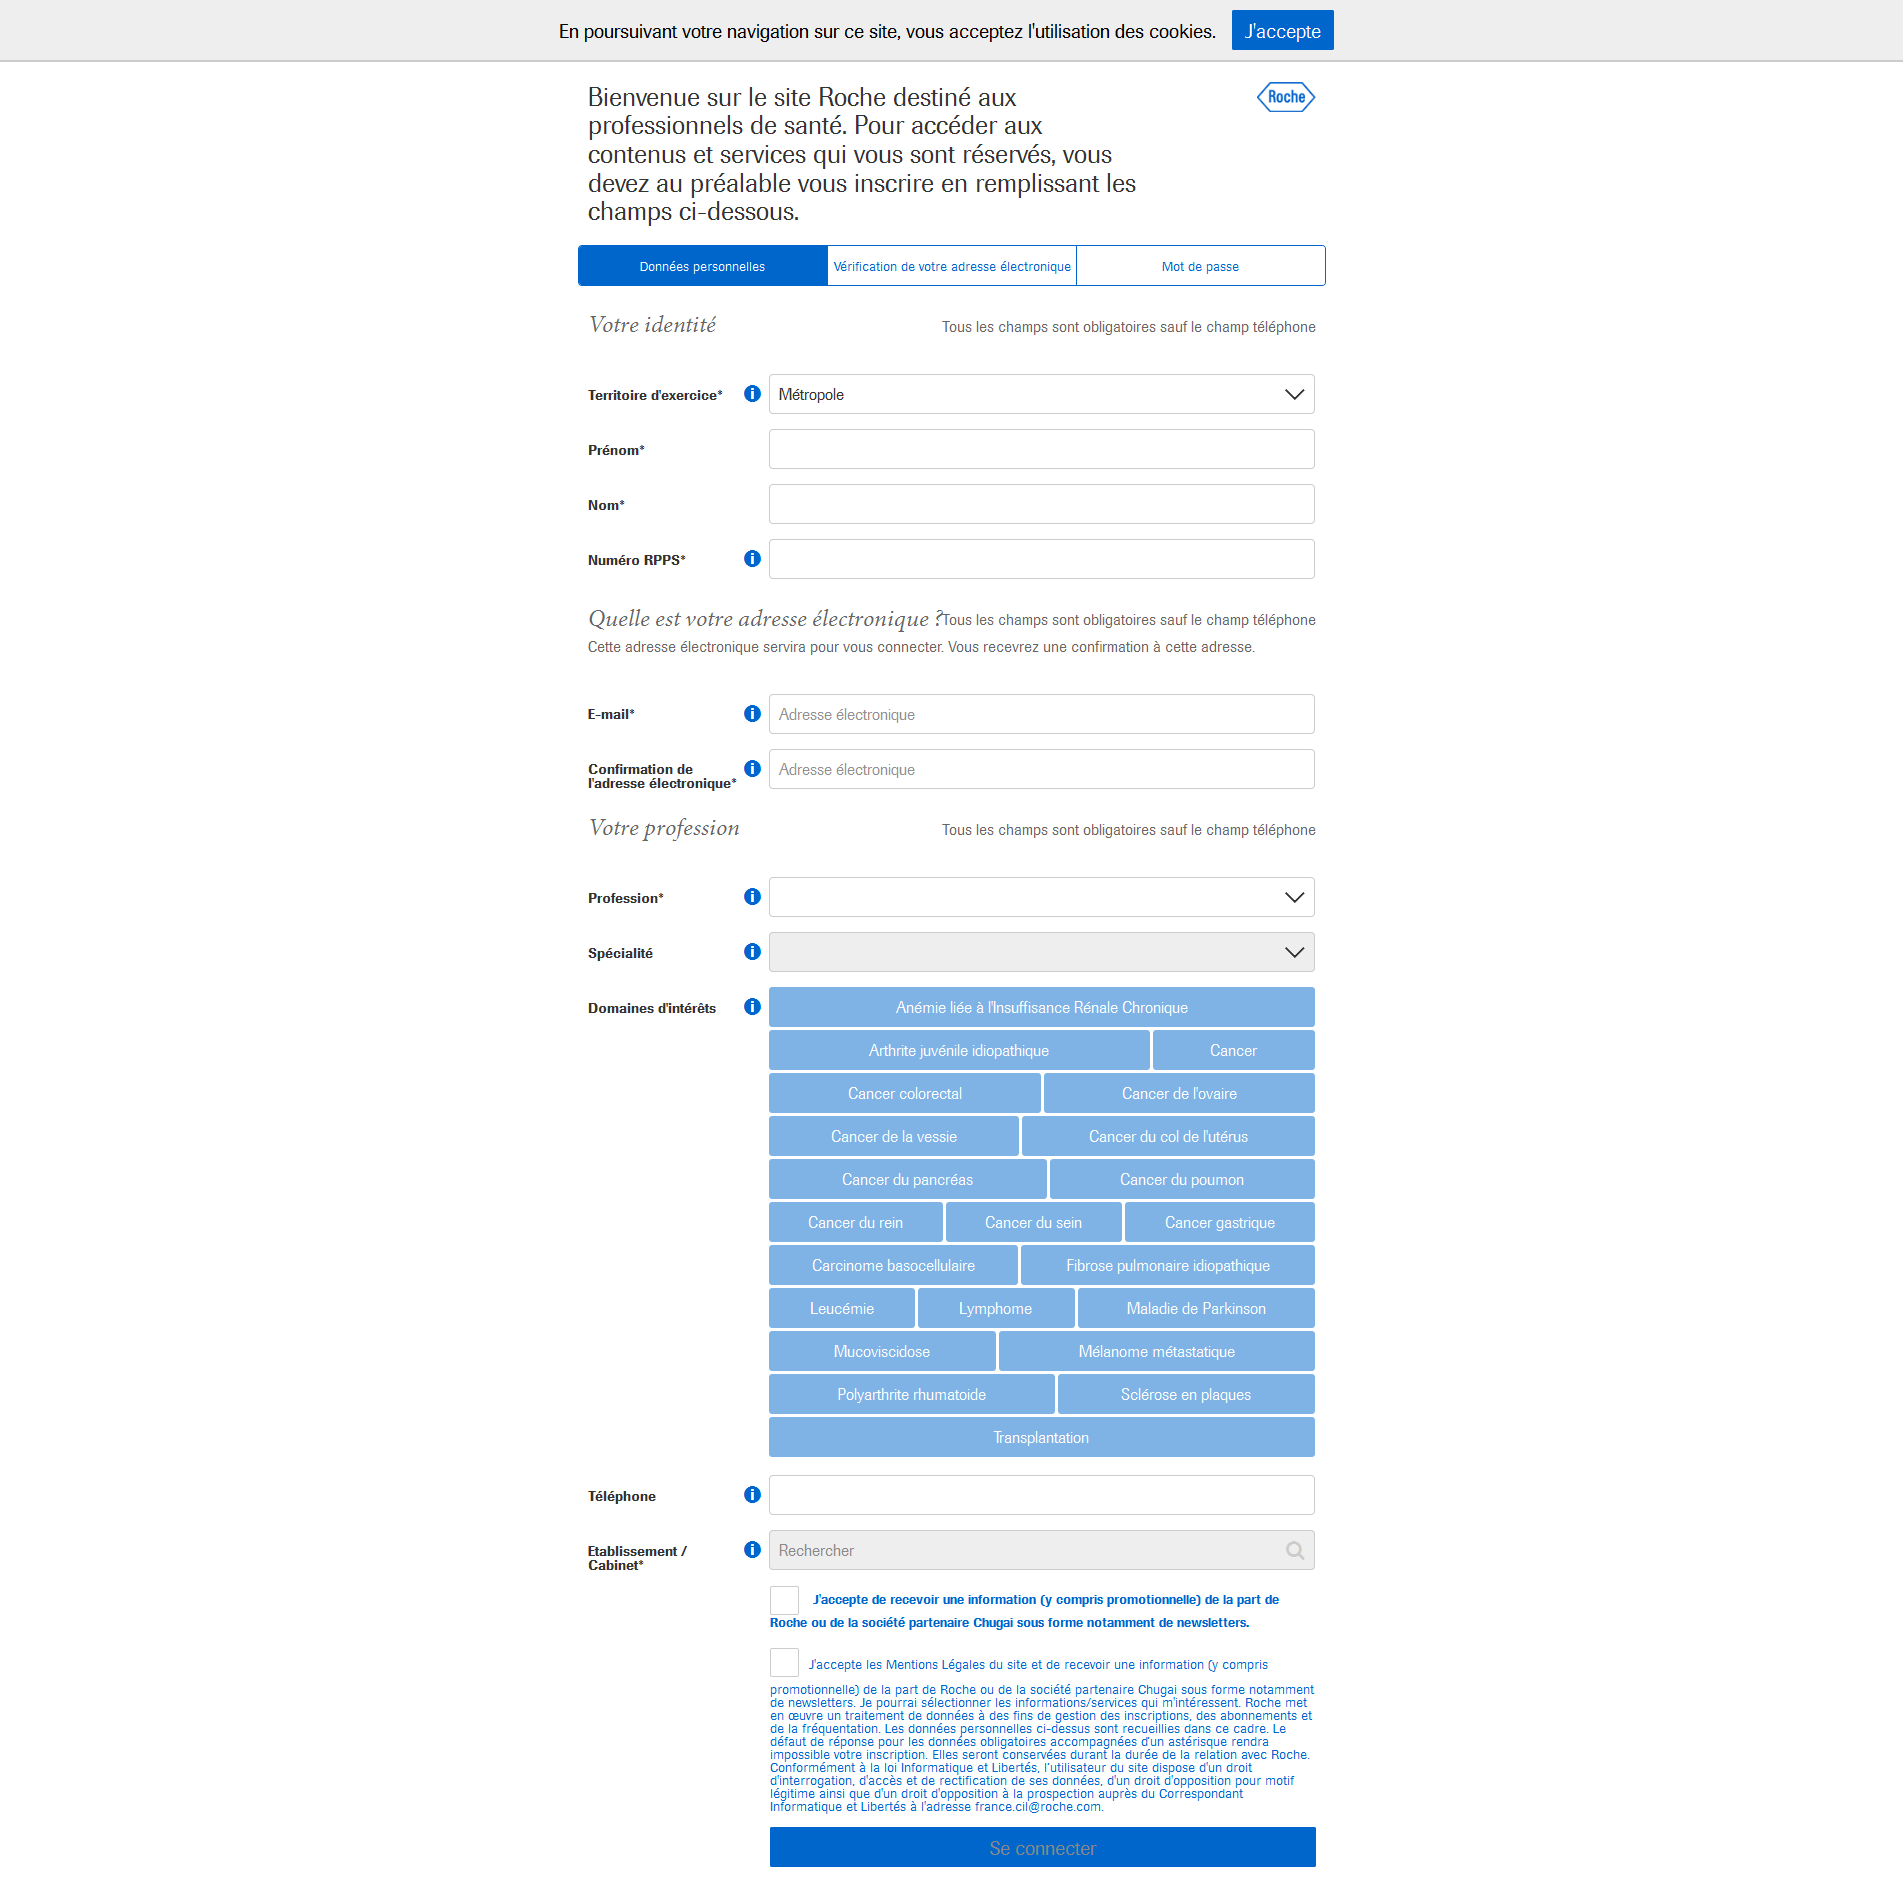 En poursuivant votre navigation sur ce site, vous acceptez l'utilisation des cookies. J'accepte
Bienvenue sur le site Roche destiné aux
professionnels de santé. Pour accéder aux
contenus et services qui vous sont réservés, vous
devez au préalable vous inscrire en remplissant les
champs ci-dessous.
Roche
Données personnelles Vérification de votre adresse électronique Mot de passe
Votre identité Tous les champs sont obligatoires sauf le champ téléphone
Territoire d'exercice* i Métropole
Prénom*
Nom*
Numéro RPPS* i
Quelle est votre adresse électronique ? Tous les champs sont obligatoires sauf le champ téléphone
Cette adresse électronique servira pour vous connecter. Vous recevrez une confirmation à cette adresse.
E-mail* i Adresse électronique
Confirmation de
l'adresse électronique* i Adresse électronique
Votre profession Tous les champs sont obligatoires sauf le champ téléphone
Profession* i
Spécialité i
Domaines d'intérêts i Anémie liée à l'Insuffisance Rénale Chronique
Arthrite juvénile idiopathique Cancer
Cancer colorectal Cancer de l'ovaire
Cancer de la vessie Cancer du col de l'utérus
Cancer du pancréas Cancer du poumon
Cancer du rein Cancer du sein Cancer gastrique
Carcinome basocellulaire Fibrose pulmonaire idiopathique
Leucémie Lymphome Maladie de Parkinson
Mucoviscidose Mélanome métastatique
Polyarthrite rhumatoide Sclérose en plaques
Transplantation
Téléphone i
Etablissement /
Cabinet* i Rechercher
J'accepte de recevoir une information (y compris promotionnelle) de la part de
Roche ou de la société partenaire Chugai sous forme notamment de newsletters.
J'accepte les Mentions Légales du site et de recevoir une information (y compris
promotionnelle) de la part de Roche ou de la société partenaire Chugai sous forme notamment
de newsletters. Je pourrai sélectionner les informations/services qui m'intéressent. Roche met
en œuvre un traitement de données à des fins de gestion des inscriptions, des abonnements et
de la fréquentation. Les données personnelles ci-dessus sont recueillies dans ce cadre. Le
défaut de réponse pour les données obligatoires accompagnées d'un astérisque rendra
impossible votre inscription. Elles seront conservées durant la durée de la relation avec Roche.
Conformément à la loi Informatique et Libertés, l'utilisateur du site dispose d'un droit
d'interrogation, d'accès et de rectification de ses données, d'un droit d'opposition pour motif
légitime ainsi que d'un droit d'opposition à la prospection auprès du Correspondant
Informatique et Libertés à l'adresse france.cil@roche.com.
Se connecter